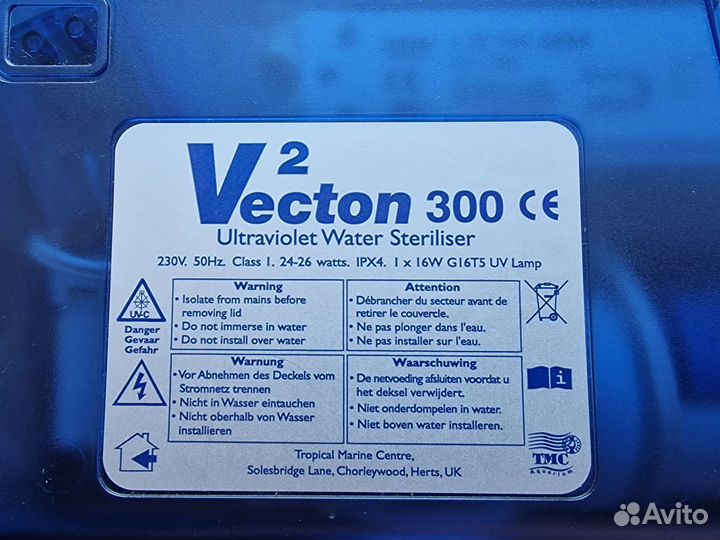 V² Vecton 300 CE
Ultraviolet Water Steriliser
230V. 50Hz. Class 1. 24-26 watts. IPX4. 1 x 16W G16T5 UV Lamp
UV-C
Danger
Gevaar
Gefahr
Warning
• Isolate from mains before
removing lid
• Do not immerse in water
• Do not install over water
Attention
• Débrancher du secteur avant de
retirer le couvercle.
• Ne pas plonger dans l'eau.
• Ne pas installer sur l'eau.
Warnung
• Vor Abnehmen des Deckels vom
Stromnetz trennen
• Nicht in Wasser eintauchen
• Nicht oberhalb von Wasser
installieren
Waarschuwing
• De netvoeding afsluiten voordat u
het deksel verwijdert.
• Niet onderdompelen in water.
• Niet boven water installeren.
i
TMC
Aquarium
Tropical Marine Centre,
Solesbridge Lane, Chorleywood, Herts, UK
Avito